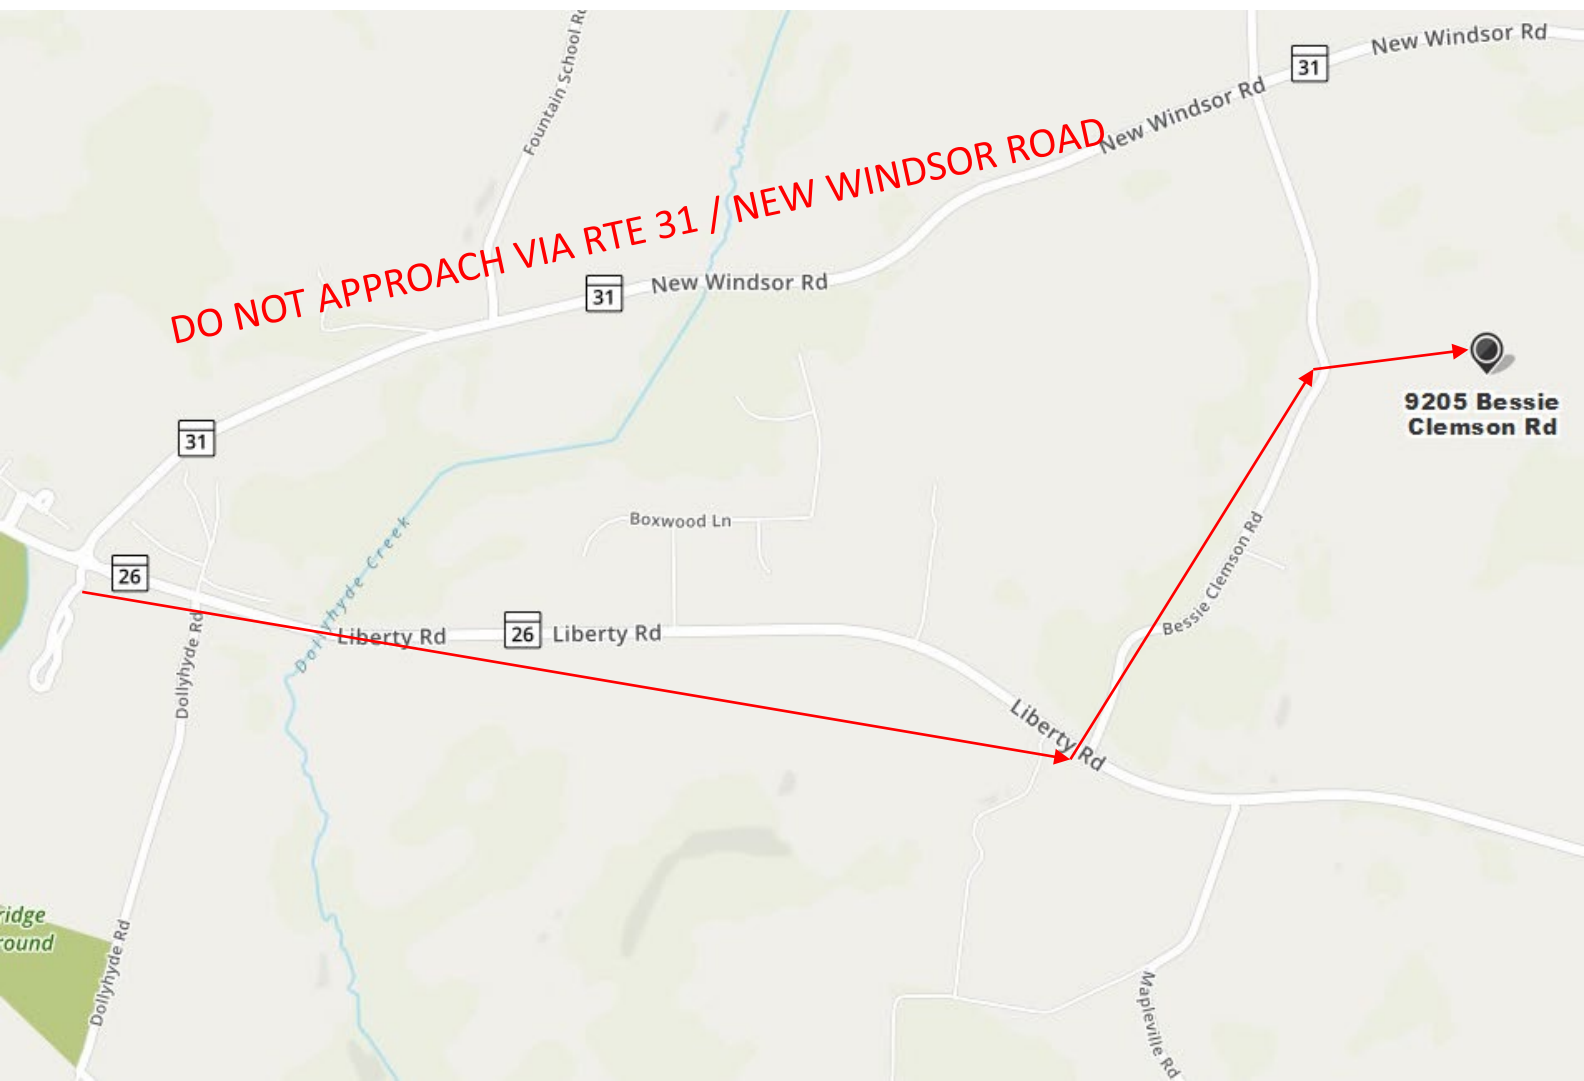 Fountain School Rd
New Windsor Rd
31
New Windsor Rd
DO NOT APPROACH VIA RTE 31 / NEW WINDSOR ROAD
31
New Windsor Rd
9205 Bessie
Clemson Rd
31
Dollyhyde Creek
Boxwood Ln
Bessie Clemson Rd
26
Dollyhyde Rd
Liberty Rd
26
Liberty Rd
Liberty Rd
ridge
round
Dollyhyde Rd
Mapleville Rd